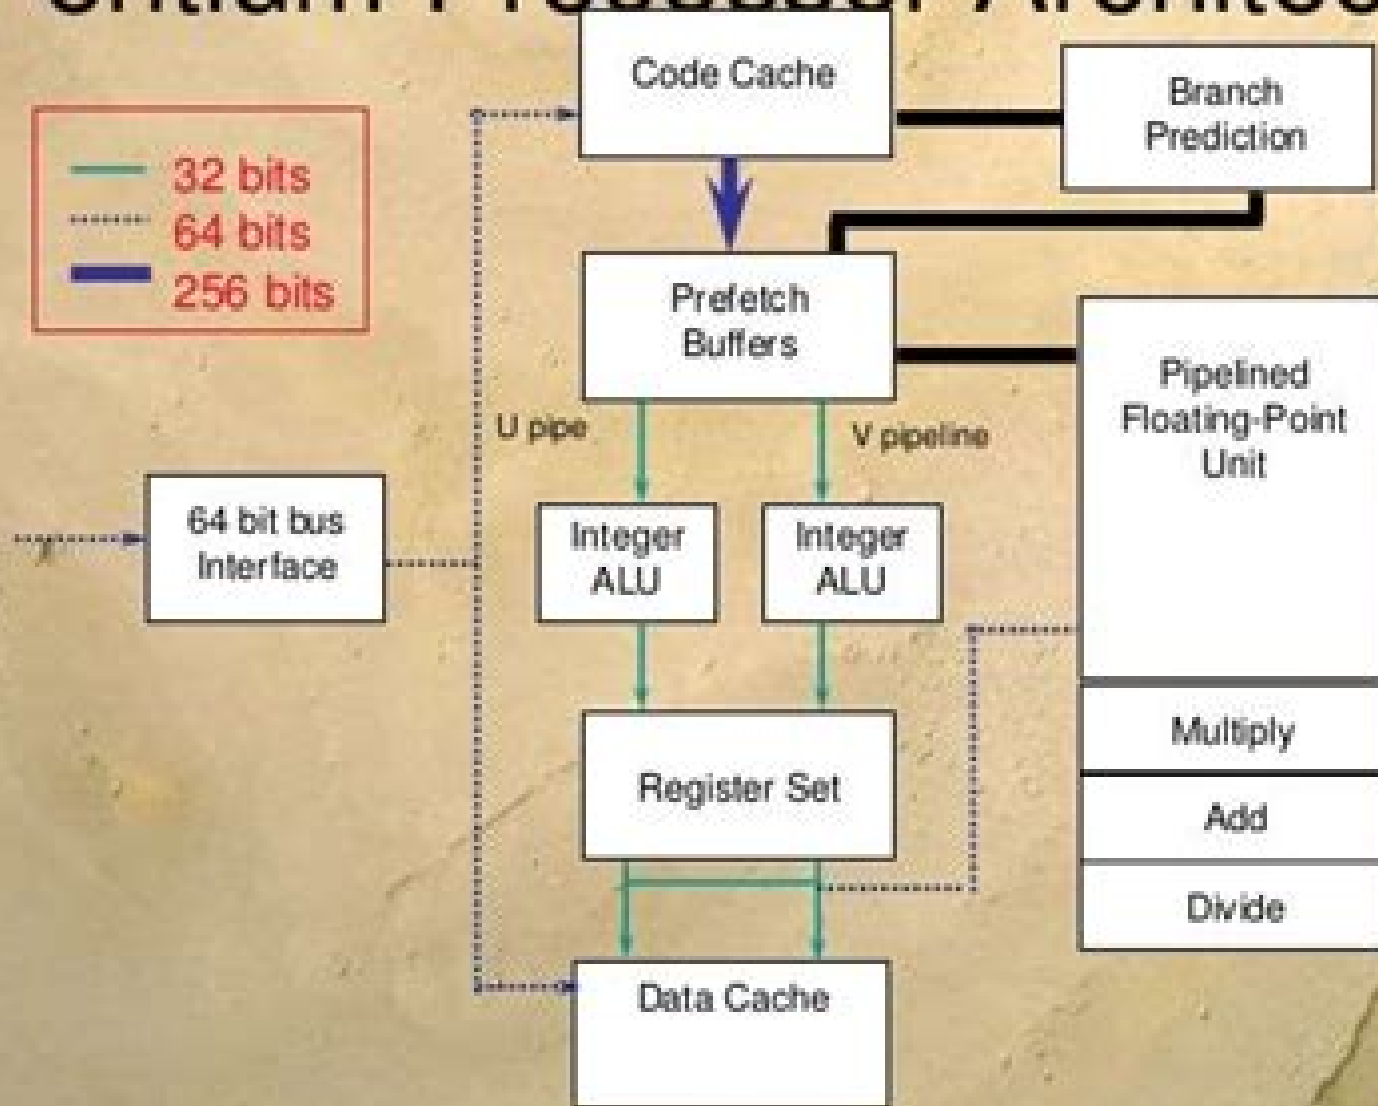 Code Cache
Branch
Prediction
32 bits
64 bits
256 bits
Prefetch
Buffers
Pipelined
Floating-Point
Unit
U pipe
V pipeline
64 bit bus
Interface
Integer
ALU
Integer
ALU
Multiply
Register Set
Add
Divide
Data Cache